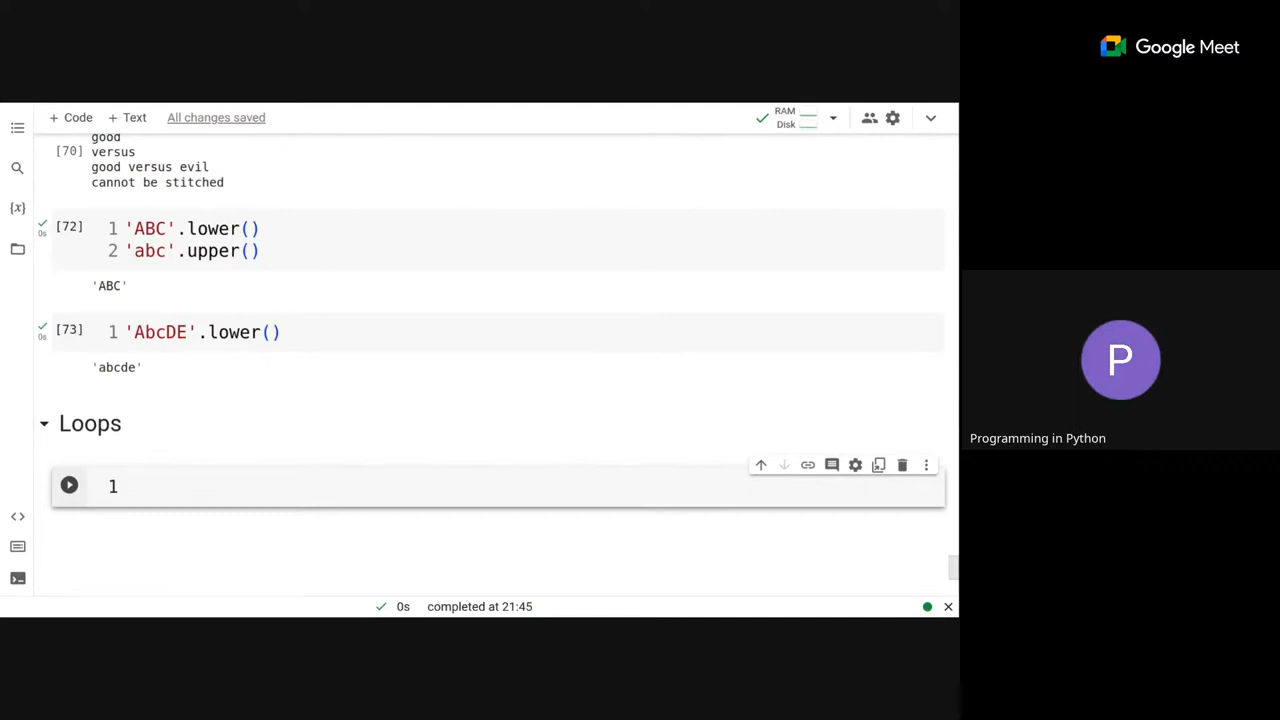 Google Meet
+ Code + Text All changes saved RAM
Disk
good
[70] versus
good versus evil
cannot be stitched
{x}
[72] 1 'ABC'.lower()
0s 2 'abc'.upper()
'ABC'
[73] 1 'AbcDE'.lower()
0s
'abcde'
Loops
1
P
Programming in Python
0s completed at 21:45